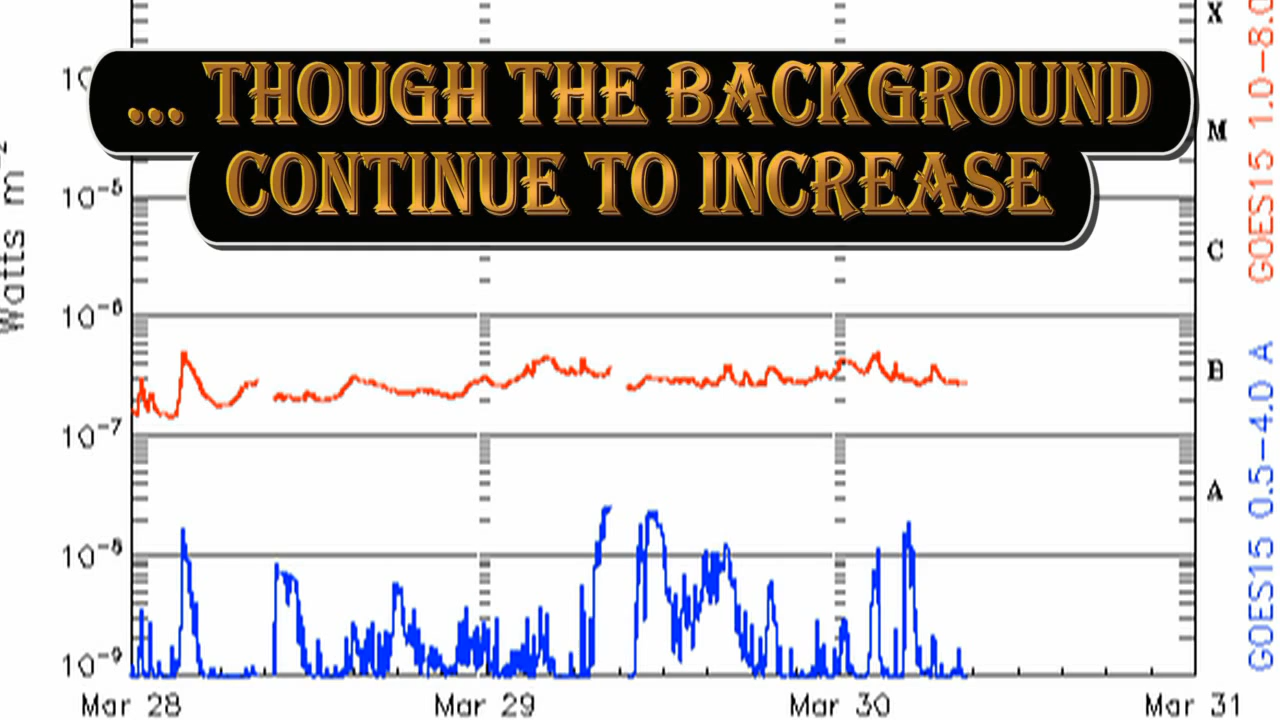 ... THOUGH THE BACKGROUND
CONTINUE TO INCREASE
Watts m⁻²
10⁻⁵
10⁻⁶
10⁻⁷
10⁻⁸
10⁻⁹
Mar 28
Mar 29
Mar 30
Mar 31
X
M
C
B
A
GOES15 1.0-8.0
GOES15 0.5-4.0 A